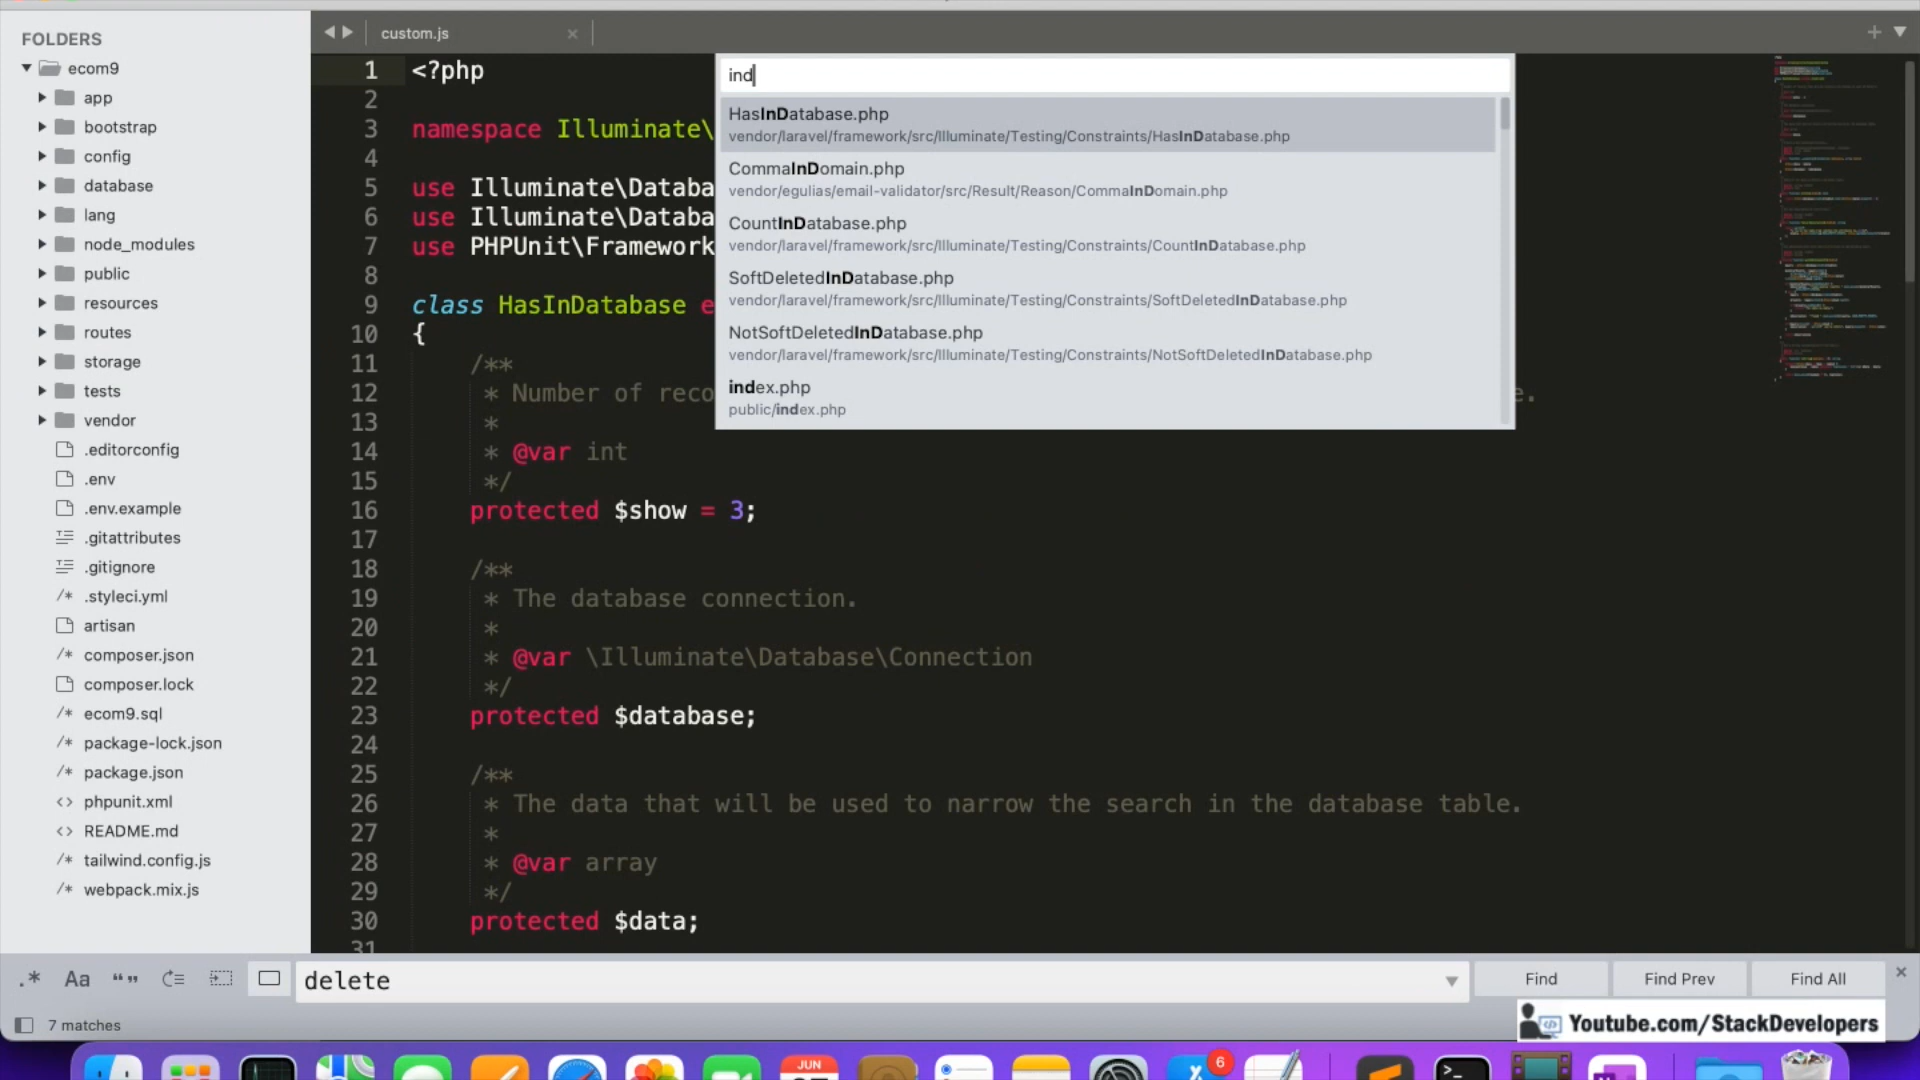 FOLDERS
ecom9
app
bootstrap
config
database
lang
node_modules
public
resources
routes
storage
tests
vendor
.editorconfig
.env
.env.example
.gitattributes
.gitignore
/* .styleci.yml
artisan
/* composer.json
composer.lock
/* ecom9.sql
/* package-lock.json
/* package.json
<> phpunit.xml
<> README.md
/* tailwind.config.js
/* webpack.mix.js
custom.js
ind
HasInDatabase.php
vendor/laravel/framework/src/Illuminate/Testing/Constraints/HasInDatabase.php
CommaInDomain.php
vendor/egulias/email-validator/src/Result/Reason/CommaInDomain.php
CountInDatabase.php
vendor/laravel/framework/src/Illuminate/Testing/Constraints/CountInDatabase.php
SoftDeletedInDatabase.php
vendor/laravel/framework/src/Illuminate/Testing/Constraints/SoftDeletedInDatabase.php
NotSoftDeletedInDatabase.php
vendor/laravel/framework/src/Illuminate/Testing/Constraints/NotSoftDeletedInDatabase.php
index.php
public/index.php
1 <?php
2
3 namespace Illuminate\
4
5 use Illuminate\Databa
6 use Illuminate\Databa
7 use PHPUnit\Framework
8
9 class HasInDatabase e
10 {
11 /**
12 * Number of reco e.
13 *
14 * @var int
15 */
16 protected $show = 3;
17
18 /**
19 * The database connection.
20 *
21 * @var \Illuminate\Database\Connection
22 */
23 protected $database;
24
25 /**
26 * The data that will be used to narrow the search in the database table.
27 *
28 * @var array
29 */
30 protected $data;
31
.* Aa “” delete Find Find Prev Find All
7 matches
Youtube.com/StackDevelopers
JUN
6